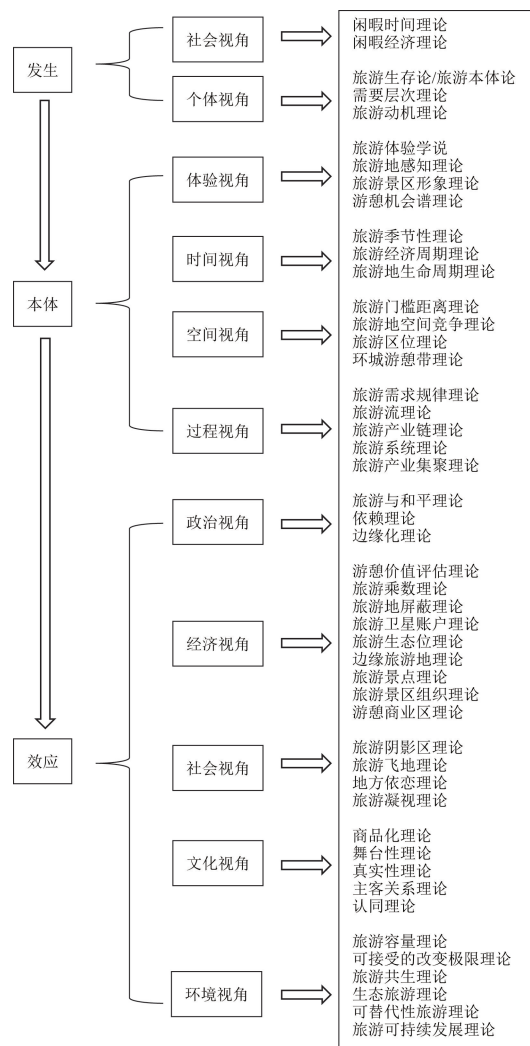 发生
社会视角
闲暇时间理论
闲暇经济理论
个体视角
旅游生存论/旅游本体论
需要层次理论
旅游动机理论
本体
体验视角
旅游体验学说
旅游地感知理论
旅游景区形象理论
游憩机会谱理论
时间视角
旅游季节性理论
旅游经济周期理论
旅游地生命周期理论
空间视角
旅游门槛距离理论
旅游地空间竞争理论
旅游区位理论
环城游憩带理论
过程视角
旅游需求规律理论
旅游流理论
旅游产业链理论
旅游系统理论
旅游产业集聚理论
效应
政治视角
旅游与和平理论
依赖理论
边缘化理论
经济视角
游憩价值评估理论
旅游乘数理论
旅游地屏蔽理论
旅游卫星账户理论
旅游生态位理论
边缘旅游地理论
旅游景点理论
旅游景区组织理论
游憩商业区理论
社会视角
旅游阴影区理论
旅游飞地理论
地方依恋理论
旅游凝视理论
文化视角
商品化理论
舞台性理论
真实性理论
主客关系理论
认同理论
环境视角
旅游容量理论
可接受的改变极限理论
旅游共生理论
生态旅游理论
可替代性旅游理论
旅游可持续发展理论